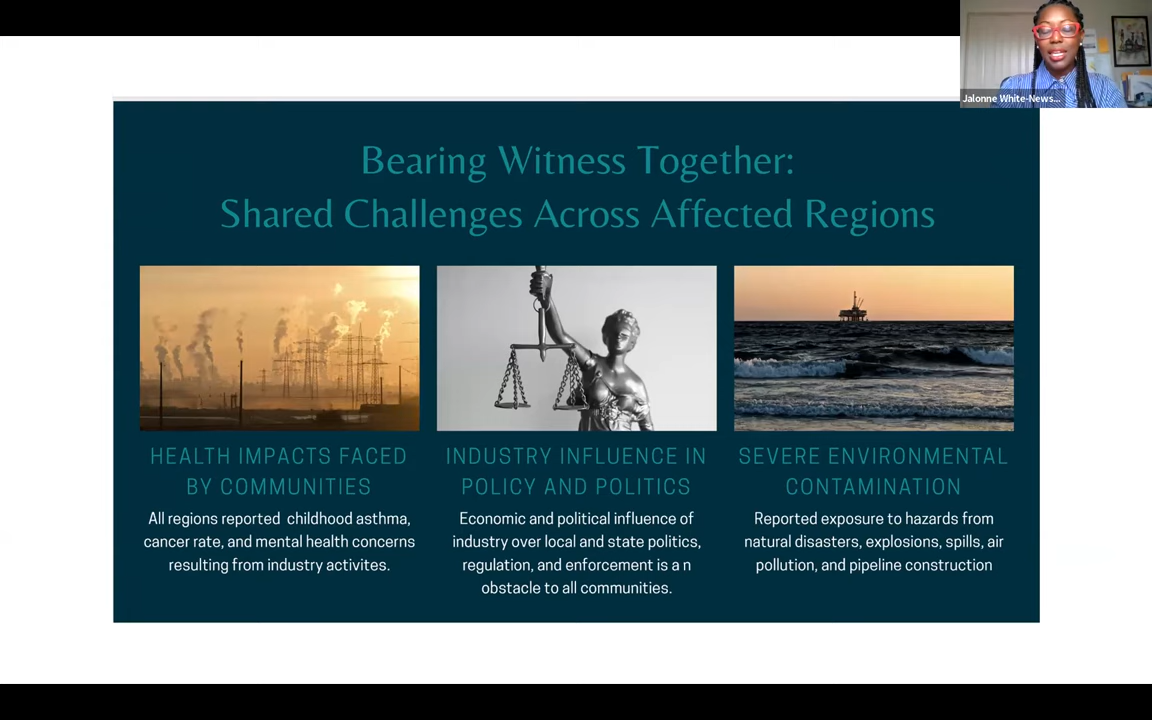 Jalonne White-News...
Bearing Witness Together:
Shared Challenges Across Affected Regions
HEALTH IMPACTS FACED
BY COMMUNITIES
All regions reported  childhood asthma,
cancer rate, and mental health concerns
resulting from industry activites.
INDUSTRY INFLUENCE IN
POLICY AND POLITICS
Economic and political influence of
industry over local and state politics,
regulation, and enforcement is a n
obstacle to all communities.
SEVERE ENVIRONMENTAL
CONTAMINATION
Reported exposure to hazards from
natural disasters, explosions, spills, air
pollution, and pipeline construction